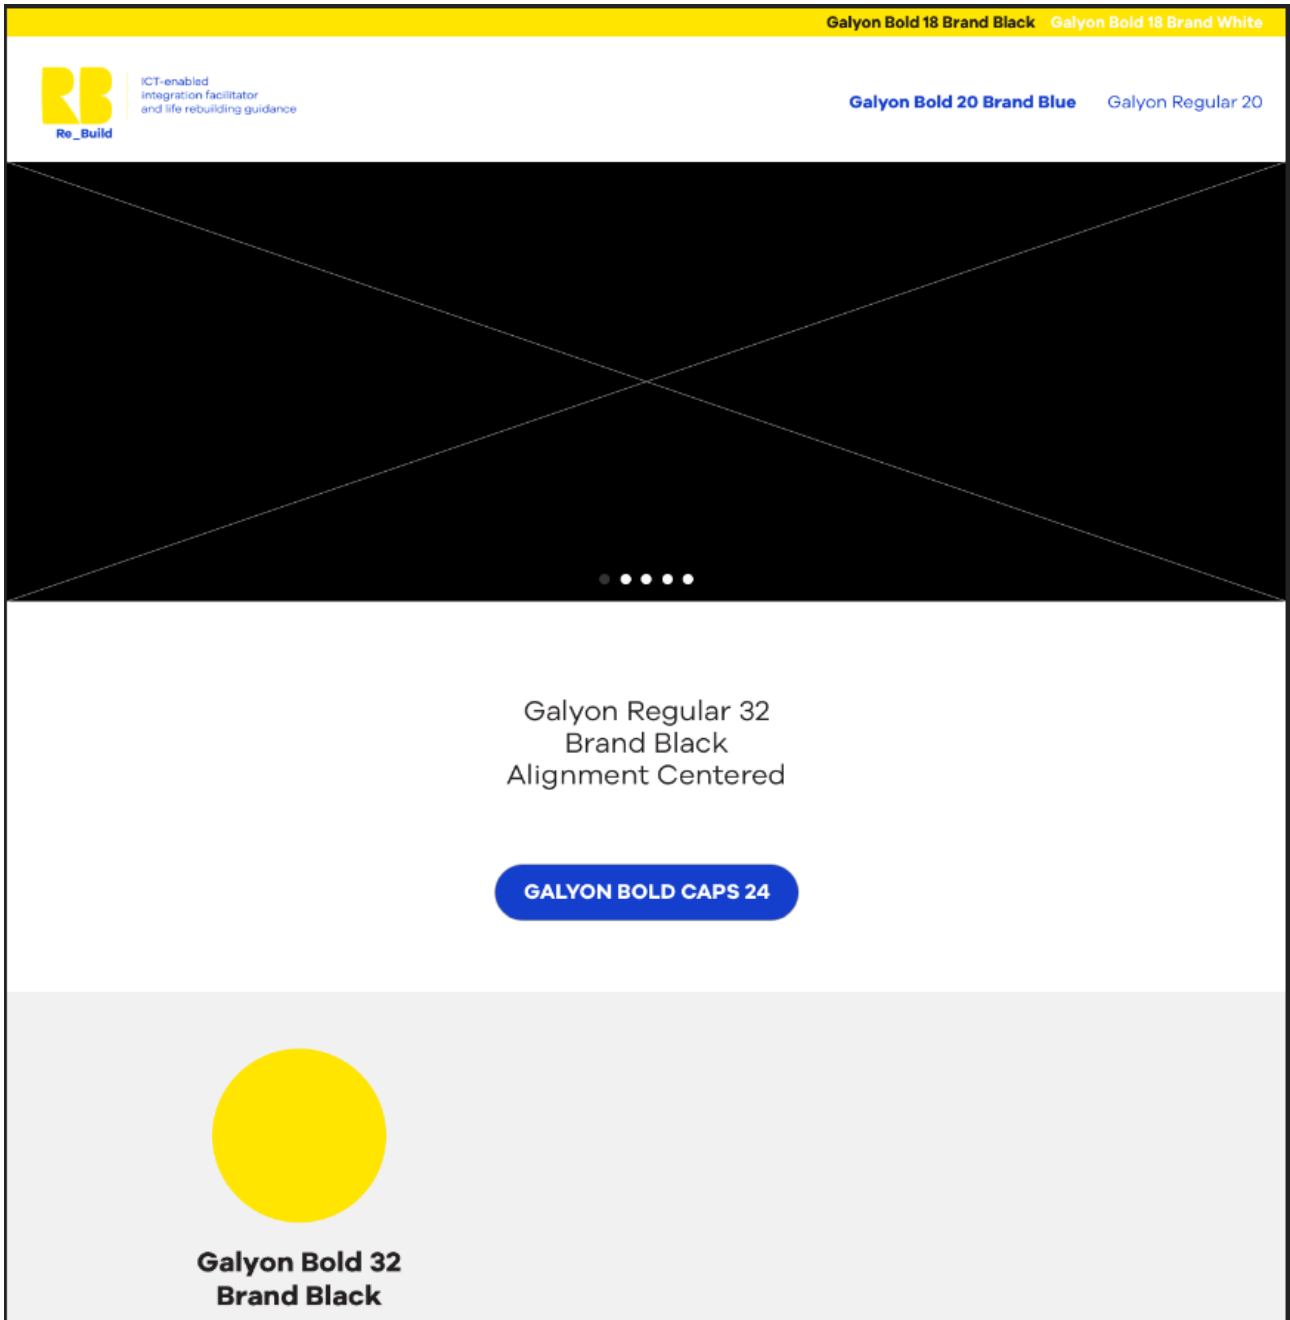 Galyon Bold 18 Brand Black Galyon Bold 18 Brand White
RB
Re_Build
ICT-enabled
integration facilitator
and life rebuilding guidance
Galyon Bold 20 Brand Blue Galyon Regular 20
Galyon Regular 32
Brand Black
Alignment Centered
GALYON BOLD CAPS 24
Galyon Bold 32
Brand Black